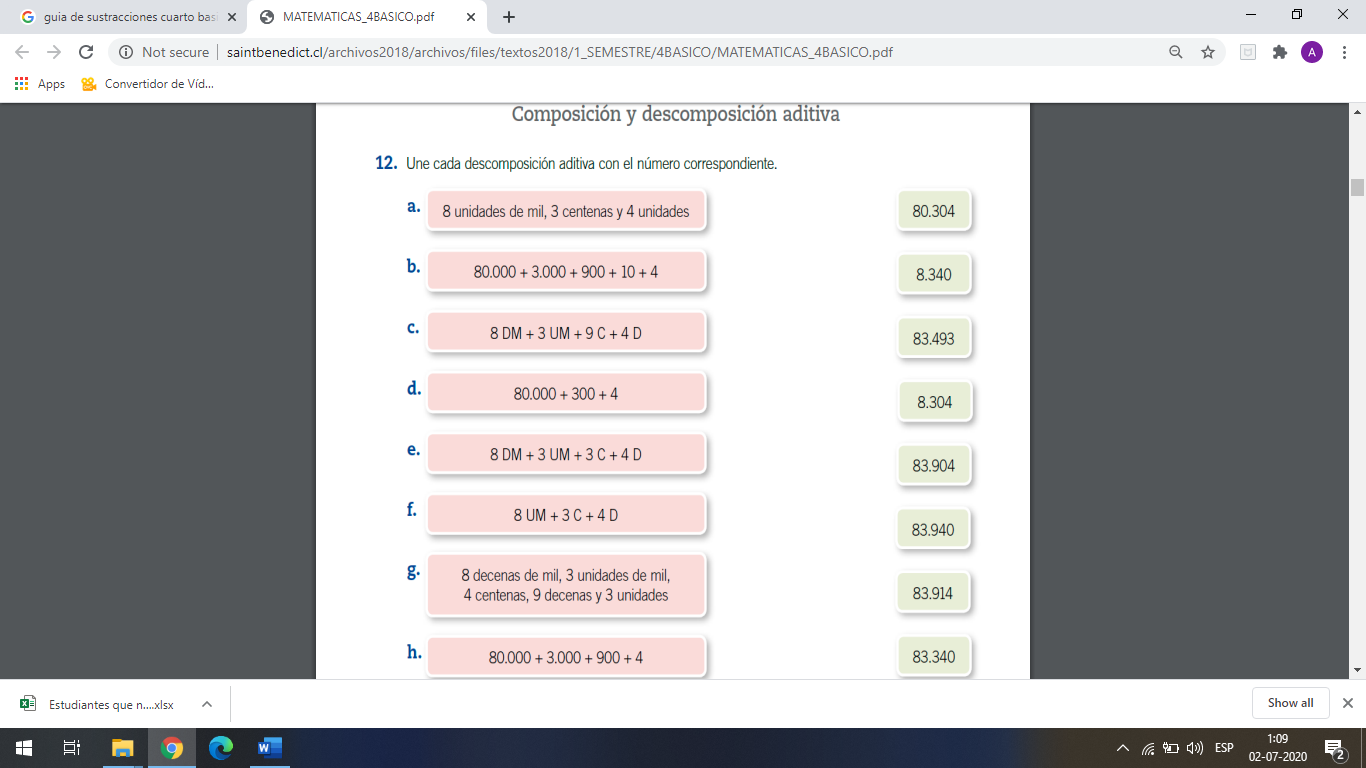 guia de sustracciones cuarto bas
MATEMATICAS_4BASICO.pdf
Not secure
saintbenedict.cl/archivos2018/archivos/files/textos2018/1_SEMESTRE/4BASICO/MATEMATICAS_4BASICO.pdf
A
Apps
Convertidor de Víd...
Composición y descomposición aditiva
12. Une cada descomposición aditiva con el número correspondiente.
a. 8 unidades de mil, 3 centenas y 4 unidades
80.304
b. 80.000 + 3.000 + 900 + 10 + 4
8.340
c. 8 DM + 3 UM + 9 C + 4 D
83.493
d. 80.000 + 300 + 4
8.304
e. 8 DM + 3 UM + 3 C + 4 D
83.904
f. 8 UM + 3 C + 4 D
83.940
g. 8 decenas de mil, 3 unidades de mil,
4 centenas, 9 decenas y 3 unidades
83.914
h. 80.000 + 3.000 + 900 + 4
83.340
Estudiantes que n....xlsx
Show all
ESP
1:09
02-07-2020
2